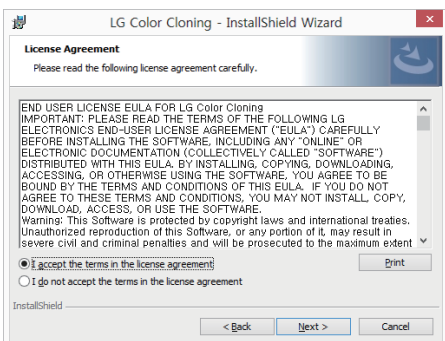 LG Color Cloning - InstallShield Wizard
License Agreement
Please read the following license agreement carefully.
END USER LICENSE EULA FOR LG Color Cloning
IMPORTANT: PLEASE READ THE TERMS OF THE FOLLOWING LG
ELECTRONICS END-USER LICENSE AGREEMENT ("EULA") CAREFULLY
BEFORE INSTALLING THE SOFTWARE, INCLUDING ANY "ONLINE" OR
ELECTRONIC DOCUMENTATION (COLLECTIVELY CALLED "SOFTWARE")
DISTRIBUTED WITH THIS EULA. BY INSTALLING, COPYING, DOWNLOADING,
ACCESSING, OR OTHERWISE USING THE SOFTWARE, YOU AGREE TO BE
BOUND BY THE TERMS AND CONDITIONS OF THIS EULA. IF YOU DO NOT
AGREE TO THESE TERMS AND CONDITIONS, YOU MAY NOT INSTALL, COPY,
DOWNLOAD, ACCESS, OR USE THE SOFTWARE.
Warning: This Software is protected by copyright laws and international treaties.
Unauthorized reproduction of this Software, or any portion of it, may result in
severe civil and criminal penalties and will be prosecuted to the maximum extent
I accept the terms in the license agreement
Print
I do not accept the terms in the license agreement
InstallShield
< Back
Next >
Cancel